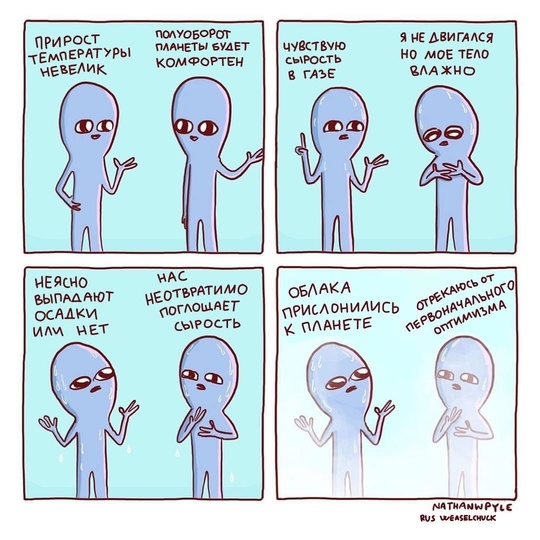 ПРИРОСТ
ТЕМПЕРАТУРЫ
НЕВЕЛИК
ПОЛУОБОРОТ
ПЛАНЕТЫ БУДЕТ
КОМФОРТЕН
ЧУВСТВУЮ
СЫРОСТЬ
В ГАЗЕ
Я НЕ ДВИГАЛСЯ
НО МОЕ ТЕЛО
ВЛАЖНО
НЕЯСНО
ВЫПАДАЮТ
ОСАДКИ
ИЛИ НЕТ
НАС
НЕОТВРАТИМО
ПОГЛОЩАЕТ
СЫРОСТЬ
ОБЛАКА
ПРИСЛОНИЛИСЬ
К ПЛАНЕТЕ
ОТРЕКАЮСЬ ОТ
ПЕРВОНАЧАЛЬНОГО
ОПТИМИЗМА
NATHANWPYLE
RUS WEASELCHUCK